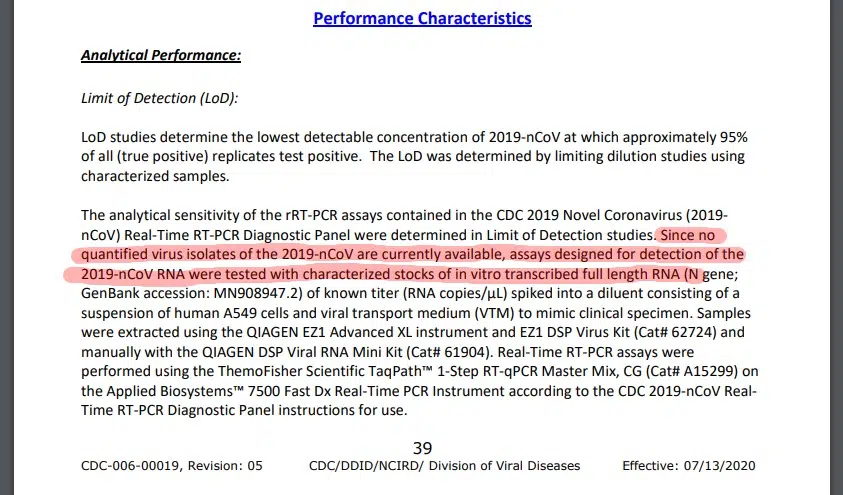 Performance Characteristics
Analytical Performance:
Limit of Detection (LoD):
LoD studies determine the lowest detectable concentration of 2019-nCoV at which approximately 95%
of all (true positive) replicates test positive.  The LoD was determined by limiting dilution studies using
characterized samples.
The analytical sensitivity of the rRT-PCR assays contained in the CDC 2019 Novel Coronavirus (2019-
nCoV) Real-Time RT-PCR Diagnostic Panel were determined in Limit of Detection studies. Since no
quantified virus isolates of the 2019-nCoV are currently available, assays designed for detection of the
2019-nCoV RNA were tested with characterized stocks of in vitro transcribed full length RNA (N gene;
GenBank accession: MN908947.2) of known titer (RNA copies/µL) spiked into a diluent consisting of a
suspension of human A549 cells and viral transport medium (VTM) to mimic clinical specimen. Samples
were extracted using the QIAGEN EZ1 Advanced XL instrument and EZ1 DSP Virus Kit (Cat# 62724) and
manually with the QIAGEN DSP Viral RNA Mini Kit (Cat# 61904). Real-Time RT-PCR assays were
performed using the ThemoFisher Scientific TaqPath™ 1-Step RT-qPCR Master Mix, CG (Cat# A15299) on
the Applied Biosystems™ 7500 Fast Dx Real-Time PCR Instrument according to the CDC 2019-nCoV Real-
Time RT-PCR Diagnostic Panel instructions for use.
39
CDC-006-00019, Revision: 05 CDC/DDID/NCIRD/ Division of Viral Diseases Effective: 07/13/2020